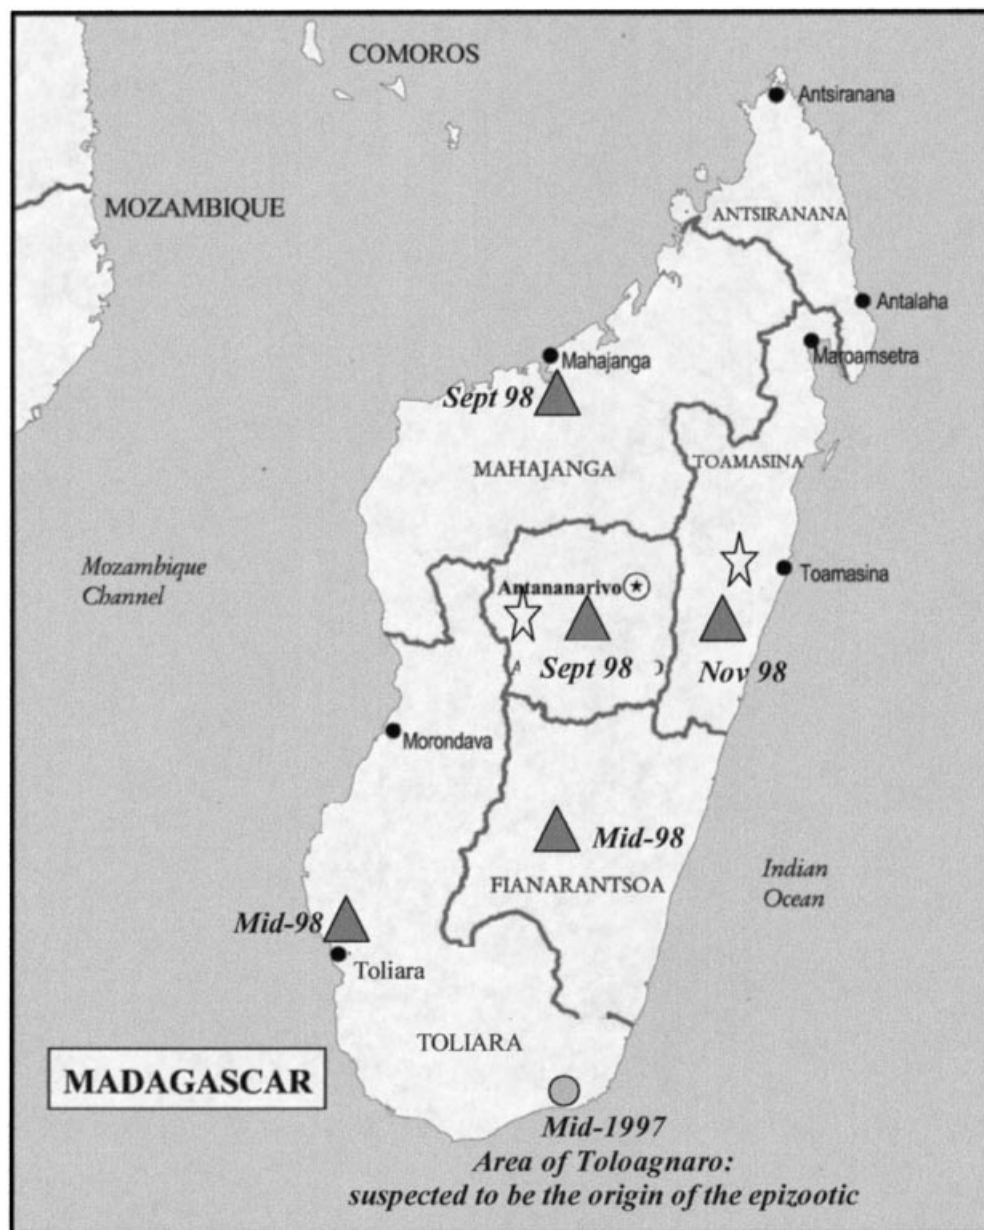 COMOROS
Antsiranana
MOZAMBIQUE
ANTSIRANANA
Antalaha
Maroamsetra
Mahajanga
Sept 98
MAHAJANGA
TOAMASINA
Mozambique
Channel
Toamasina
Antananarivo
Sept 98
Nov 98
Morondava
Mid-98
FIANARANTSOA
Indian
Ocean
Mid-98
Toliara
TOLIARA
MADAGASCAR
Mid-1997
Area of Toloagnaro:
suspected to be the origin of the epizootic